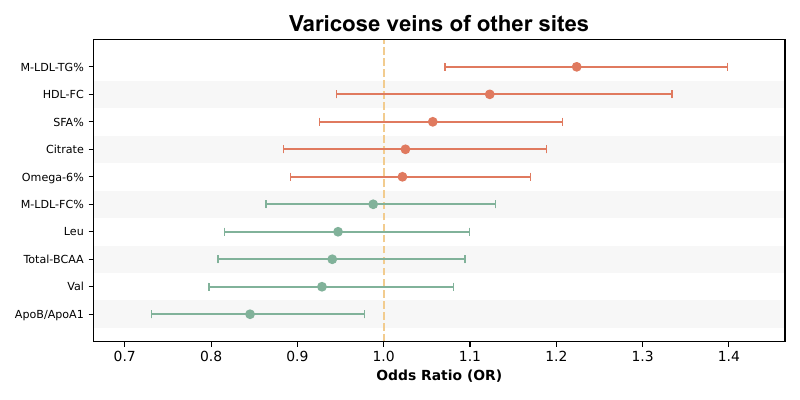 Varicose veins of other sites
M-LDL-TG%
HDL-FC
SFA%
Citrate
Omega-6%
M-LDL-FC%
Leu
Total-BCAA
Val
ApoB/ApoA1
0.7 0.8 0.9 1.0 1.1 1.2 1.3 1.4
Odds Ratio (OR)